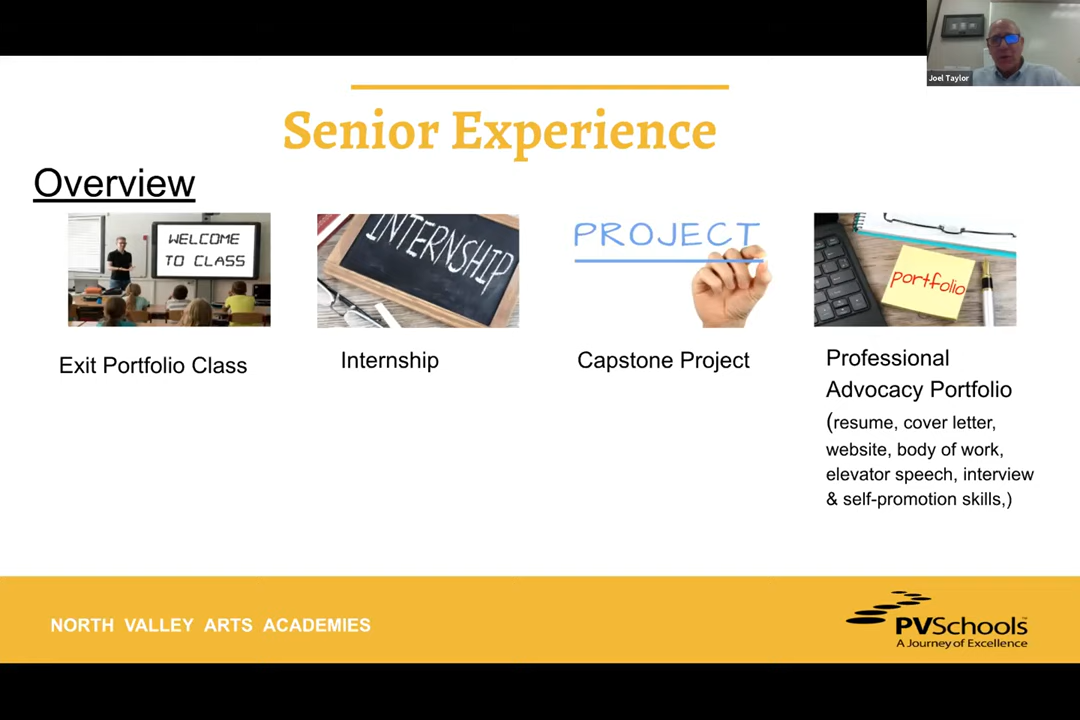 Joel Taylor
Senior Experience
Overview
WELCOME
TO CLASS
INTERNSHIP
PROJECT
portfolio
Exit Portfolio Class
Internship
Capstone Project
Professional
Advocacy Portfolio
(resume, cover letter,
website, body of work,
elevator speech, interview
& self-promotion skills,)
NORTH VALLEY ARTS ACADEMIES
PVSchools
A Journey of Excellence